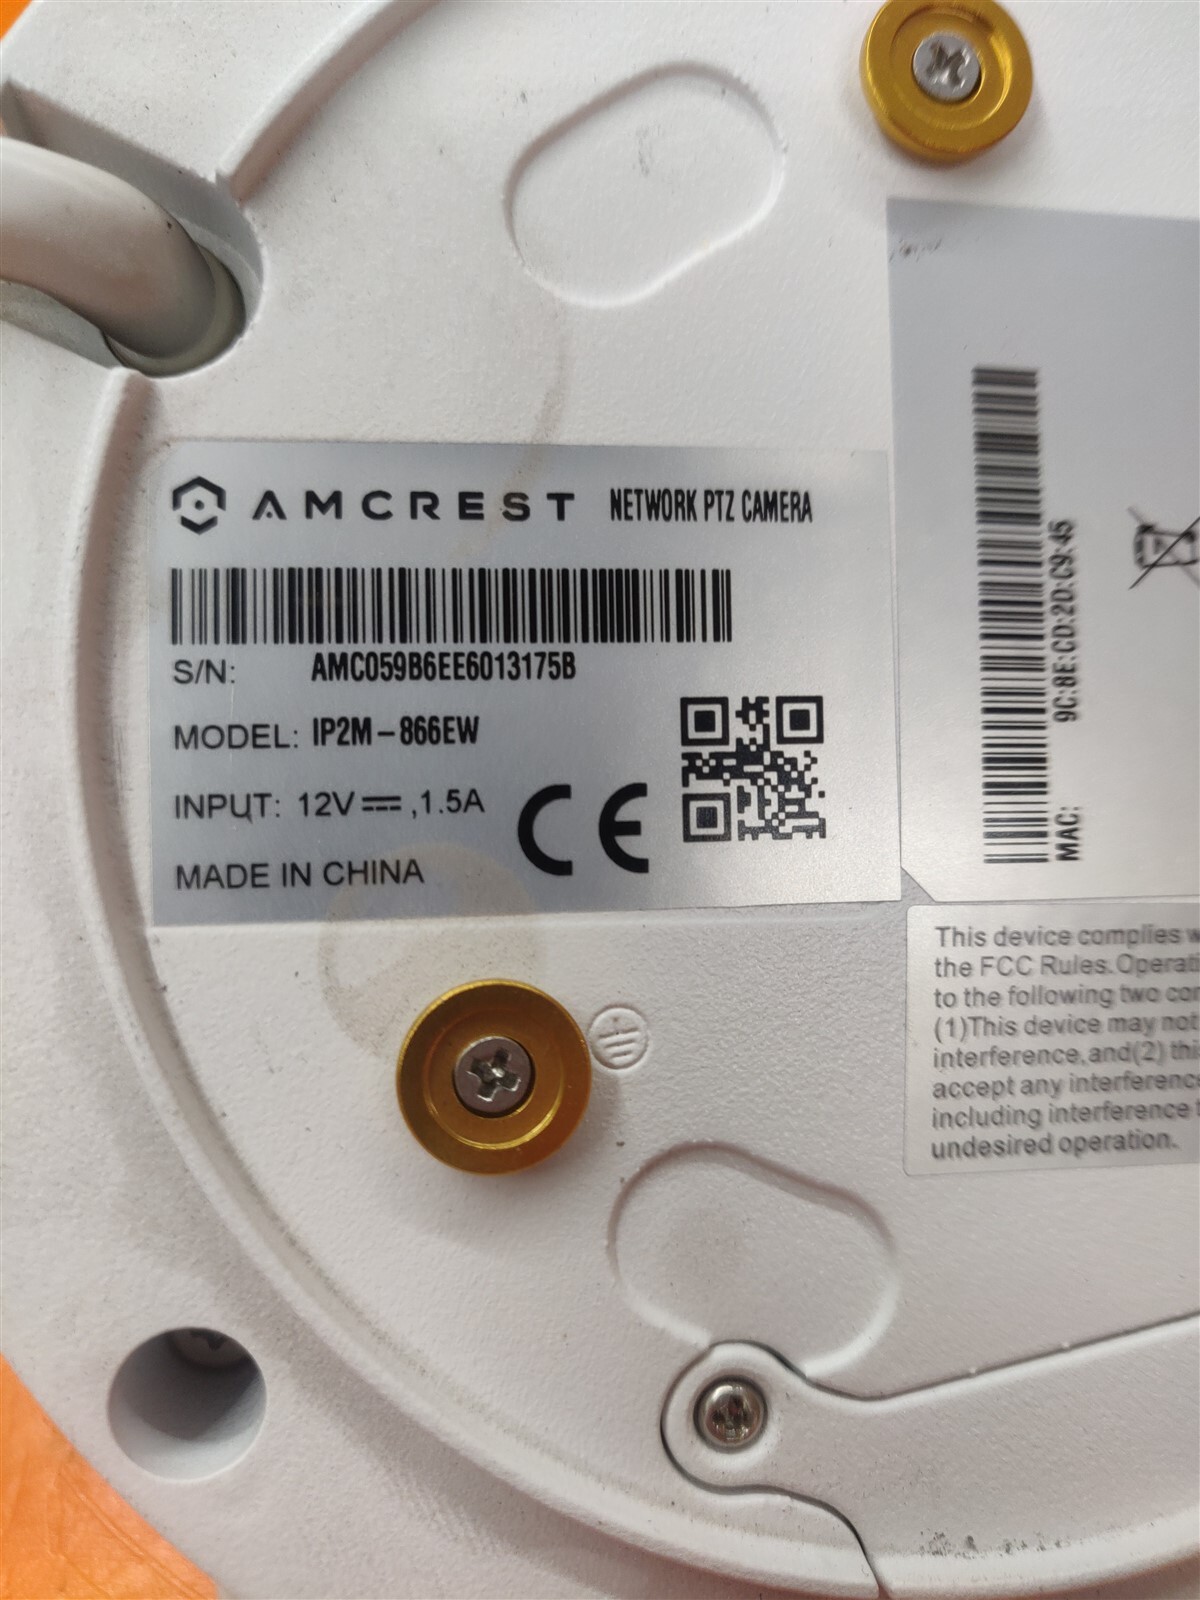 AMCREST NETWORK PTZ CAMERA
S/N: AMC059B6EE6013175B
MODEL: IP2M-866EW
INPUT: 12V⎓,1.5A
MADE IN CHINA
CE
MAC: 9C:8E:CD:2D:C9:45
This device complies
the FCC Rules. Operati
to the following two con
(1)This device may not
interference,and(2) thi
accept any interference
including interference
undesired operation.